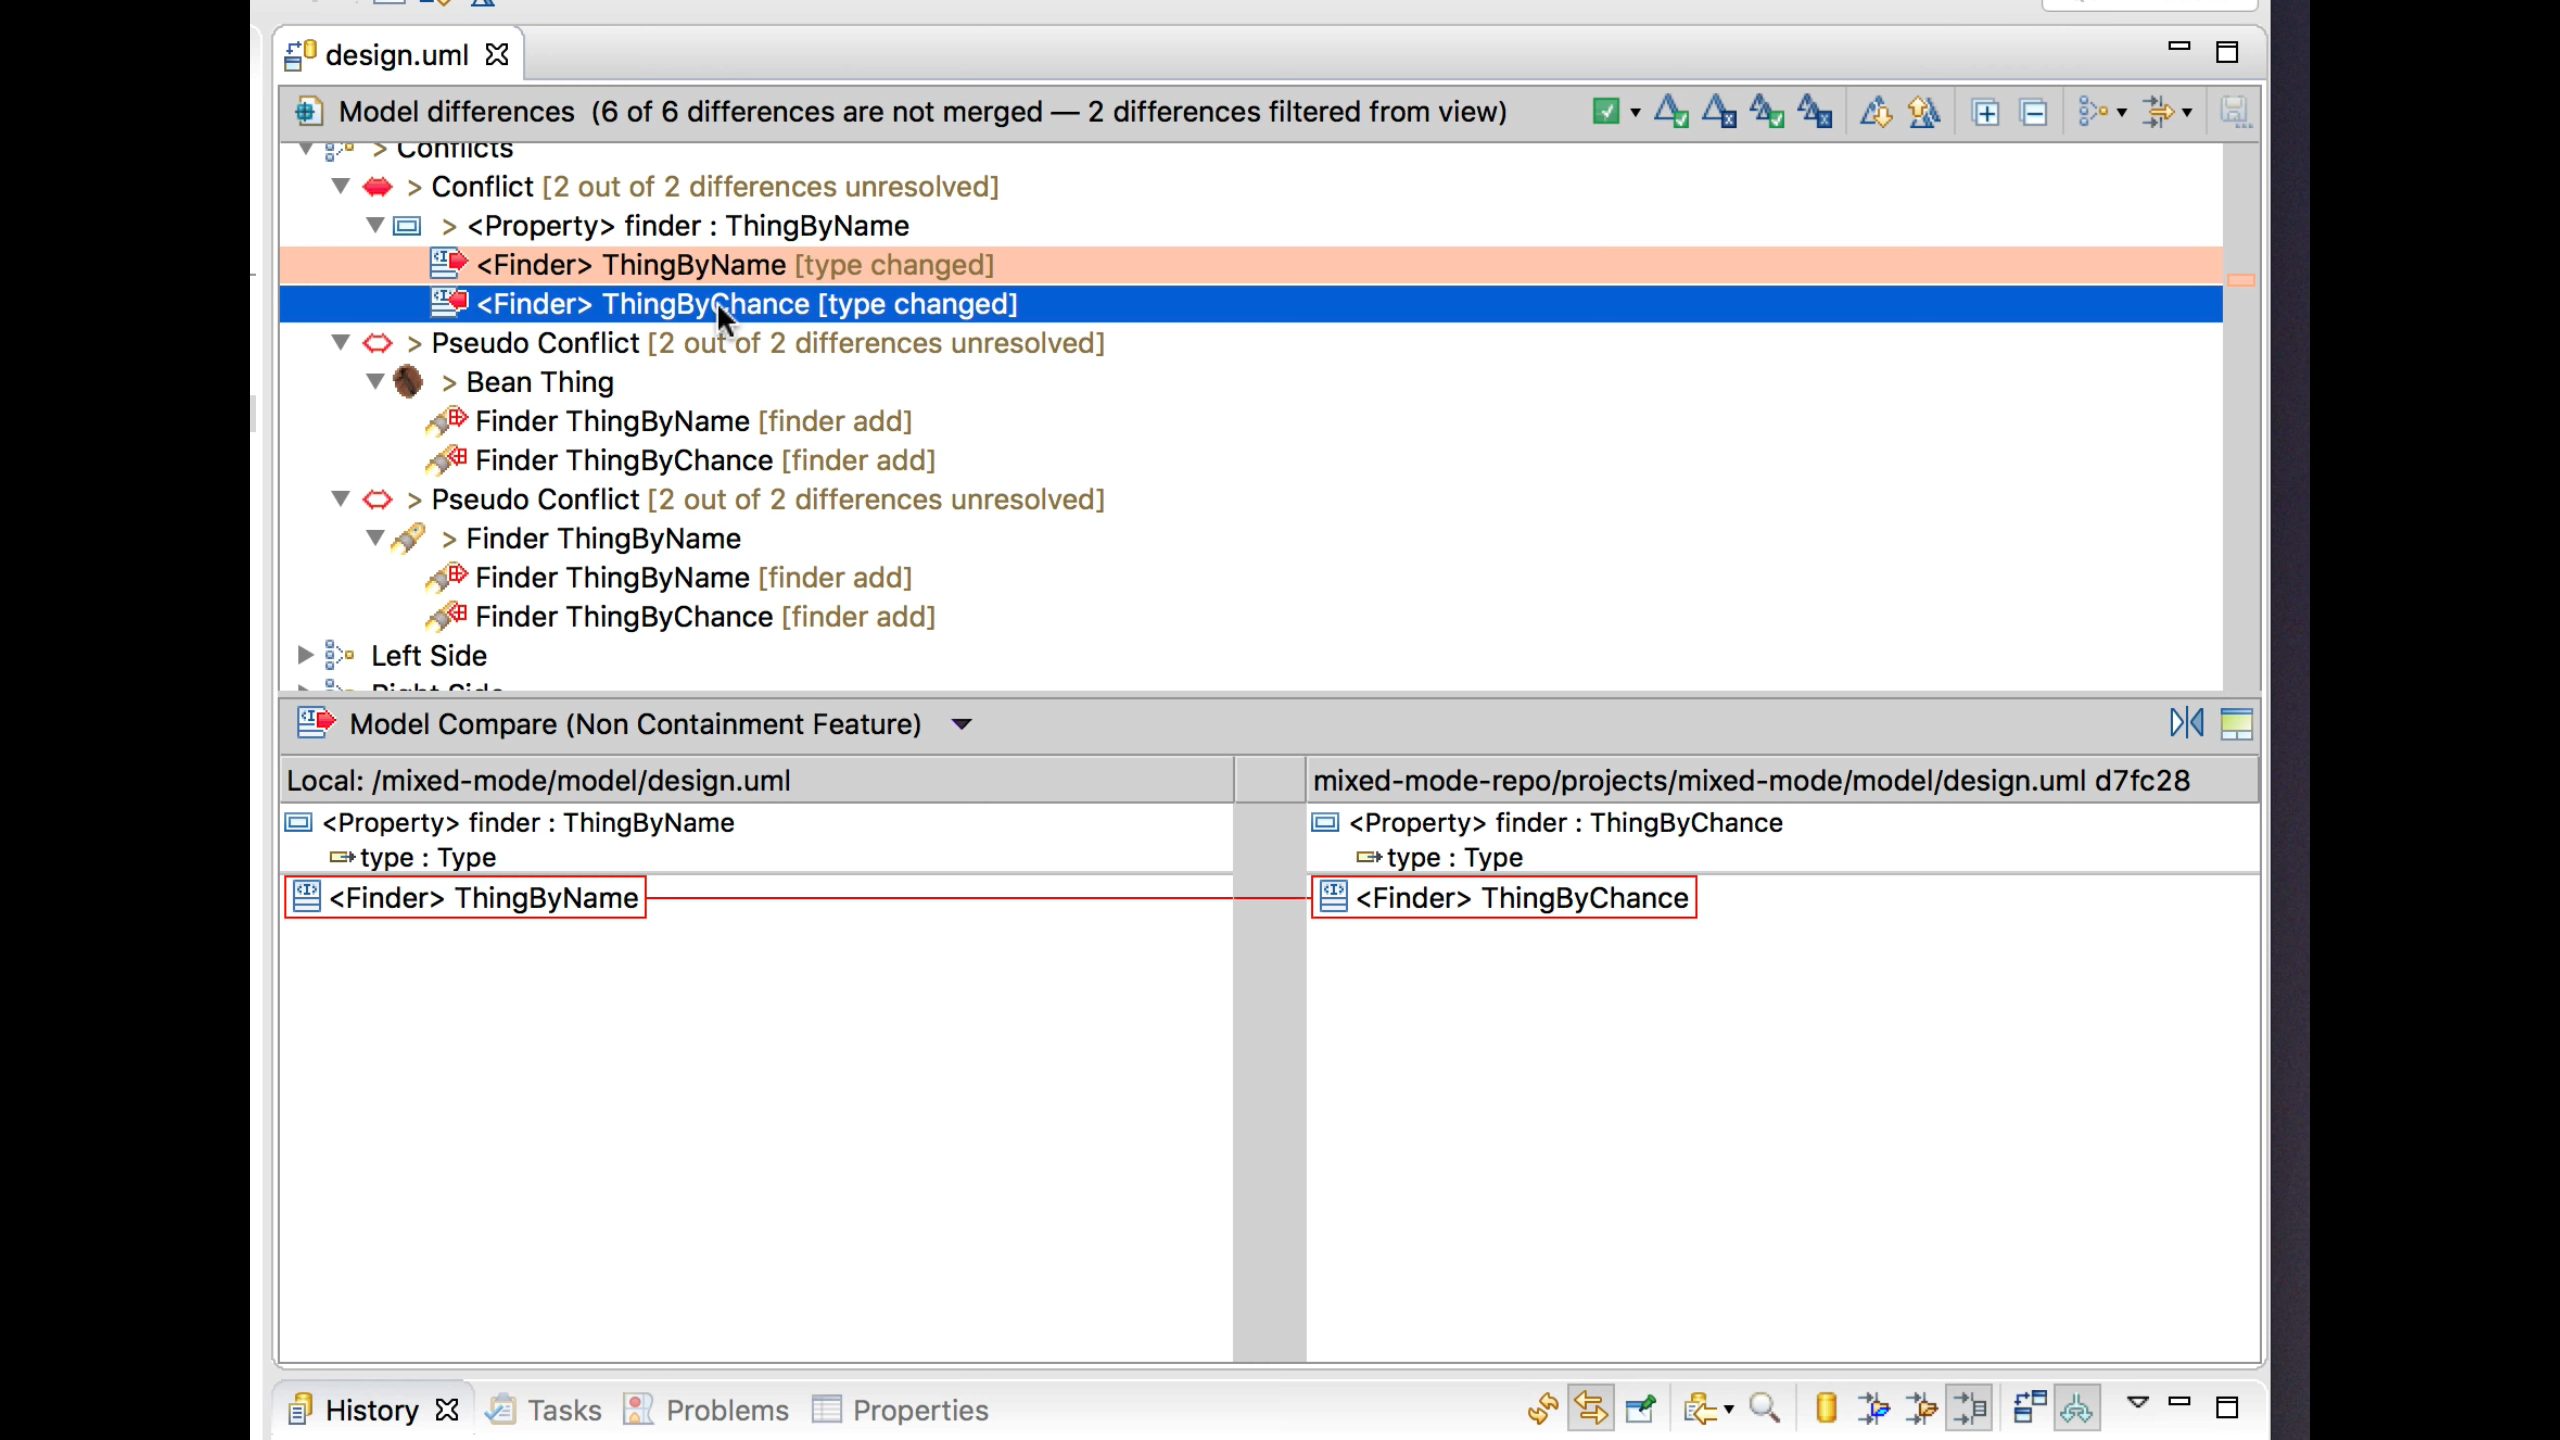 design.uml
Model differences (6 of 6 differences are not merged — 2 differences filtered from view)
> Conflicts
> Conflict [2 out of 2 differences unresolved]
> <Property> finder : ThingByName
<Finder> ThingByName [type changed]
<Finder> ThingByChance [type changed]
> Pseudo Conflict [2 out of 2 differences unresolved]
> Bean Thing
Finder ThingByName [finder add]
Finder ThingByChance [finder add]
> Pseudo Conflict [2 out of 2 differences unresolved]
> Finder ThingByName
Finder ThingByName [finder add]
Finder ThingByChance [finder add]
Left Side
Right Side
Model Compare (Non Containment Feature)
Local: /mixed-mode/model/design.uml
mixed-mode-repo/projects/mixed-mode/model/design.uml d7fc28
<Property> finder : ThingByName
type : Type
<Finder> ThingByName
<Property> finder : ThingByChance
type : Type
<Finder> ThingByChance
History
Tasks
Problems
Properties